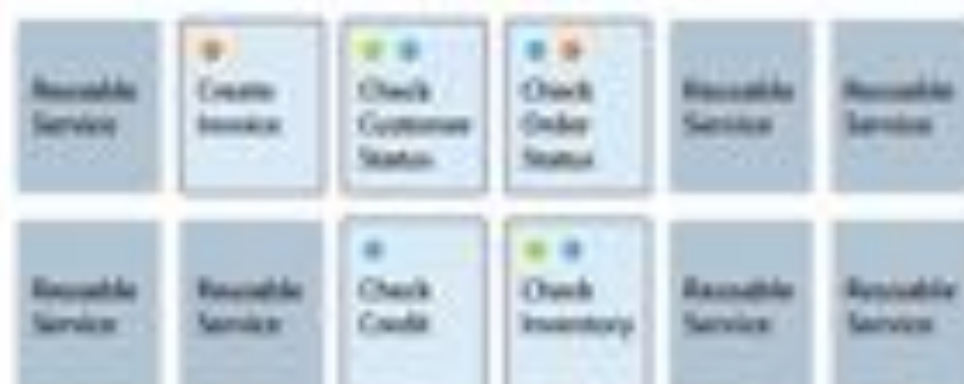 Reusable
Service
Create
Invoice
Check
Customer
Status
Check
Order
Status
Reusable
Service
Reusable
Service
Reusable
Service
Reusable
Service
Check
Credit
Check
Inventory
Reusable
Service
Reusable
Service